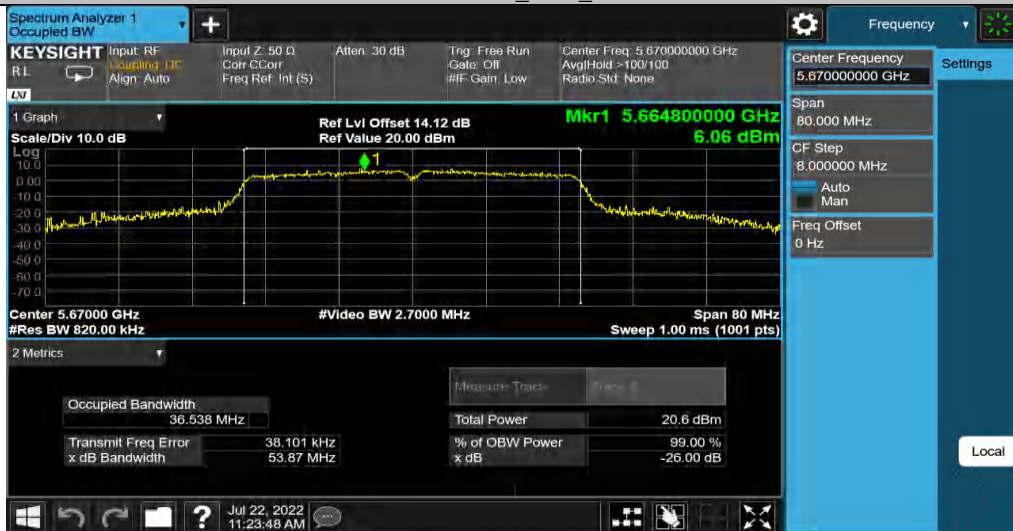 Spectrum Analyzer 1
Occupied BW
+
Frequency
KEYSIGHT Input: RF
Coupling: DC
Align: Auto
RL
LXI
Input Z: 50 Ω
Corr CCorr
Freq Ref: Int (S)
Atten: 30 dB
Trig: Free Run
Gate: Off
#IF Gain: Low
Center Freq: 5.670000000 GHz
Avg|Hold:>100/100
Radio Std: None
Center Frequency
5.670000000 GHz
Settings
Span
80.000 MHz
CF Step
8.000000 MHz
Auto
Man
Freq Offset
0 Hz
Local
1 Graph
Scale/Div 10.0 dB
Ref Lvl Offset 14.12 dB
Ref Value 20.00 dBm
Mkr1 5.664800000 GHz
6.06 dBm
Log
10.0
0.00
-10.0
-20.0
-30.0
-40.0
-50.0
-60.0
-70.0
1
Center 5.67000 GHz
#Res BW 820.00 kHz
#Video BW 2.7000 MHz
Span 80 MHz
Sweep 1.00 ms (1001 pts)
2 Metrics
Measure Trace
Trace 1
Occupied Bandwidth
36.538 MHz
Total Power 20.6 dBm
Transmit Freq Error 38.101 kHz
% of OBW Power 99.00 %
x dB Bandwidth 53.87 MHz
x dB -26.00 dB
?
Jul 22, 2022
11:23:48 AM